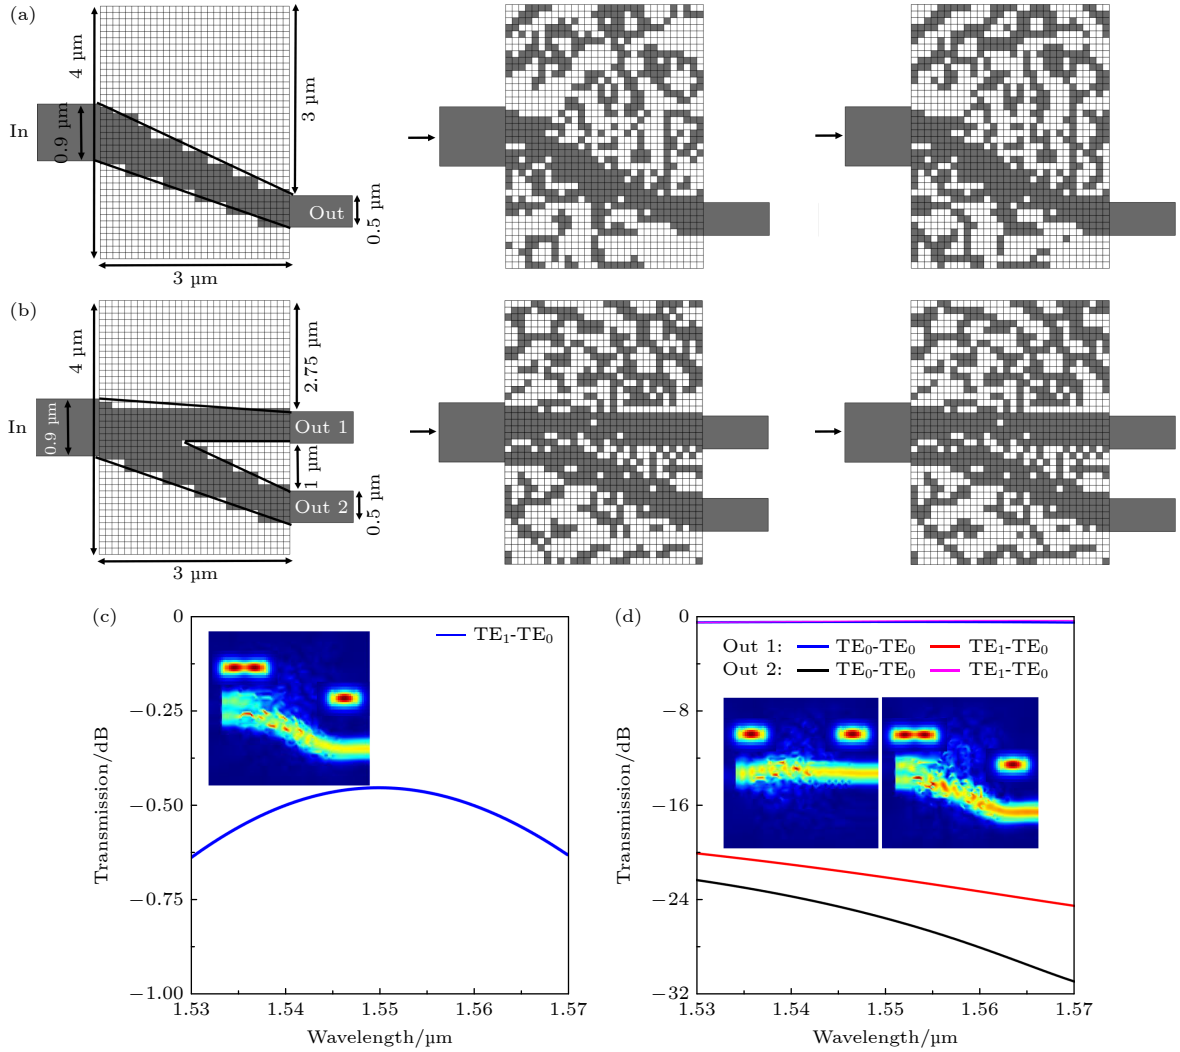 (a)
4 µm
0.9 µm
3 µm
In
Out
0.5 µm
3 µm
(b)
4 µm
2.75 µm
In
0.9 µm
Out 1
1 µm
Out 2
0.5 µm
3 µm
(c)
0
−0.25
−0.50
−0.75
−1.00
Transmission/dB
TE₁-TE₀
1.53 1.54 1.55 1.56 1.57
Wavelength/µm
(d)
0
−8
−16
−24
−32
Transmission/dB
Out 1: TE₀-TE₀ TE₁-TE₀
Out 2: TE₀-TE₀ TE₁-TE₀
1.53 1.54 1.55 1.56 1.57
Wavelength/µm